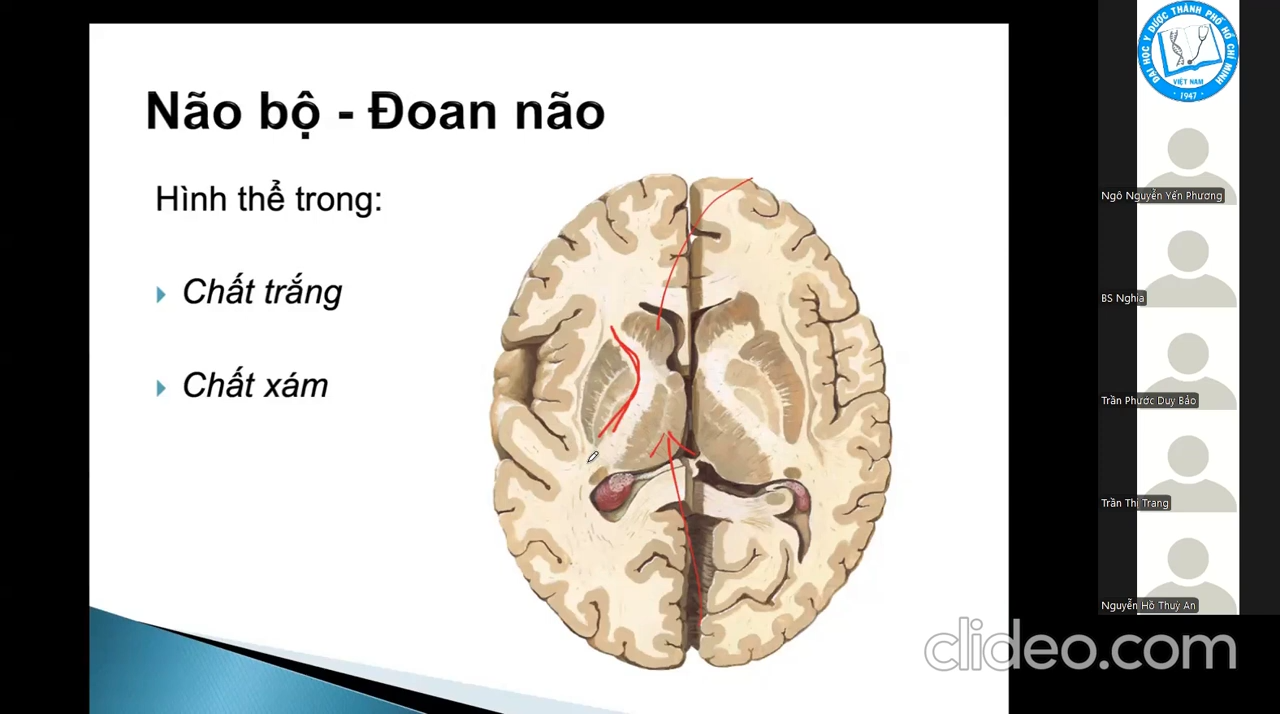 Não bộ - Đoan não
Hình thể trong:
Chất trắng
Chất xám
ĐẠI HỌC Y DƯỢC THÀNH PHỐ HỒ CHÍ MINH
VIỆT NAM
1947
Ngô Nguyễn Yến Phương
BS Nghĩa
Trần Phước Duy Bảo
Trần Thị Trang
Nguyễn Hồ Thuỳ An
clideo.com